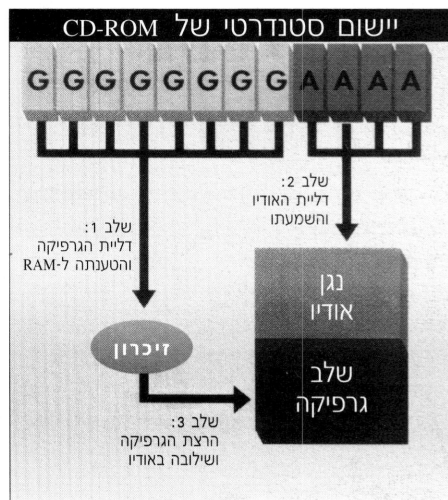 יישום סטנדרטי של CD-ROM
G G G G G G G G A A A A
שלב 2:
דליית האודיו
והשמעתו
שלב 1:
דליית הגרפיקה
והטענתה ל-RAM
נגן
אודיו
זיכרון
שלב
גרפיקה
שלב 3:
הרצת הגרפיקה
ושילובה באודיו